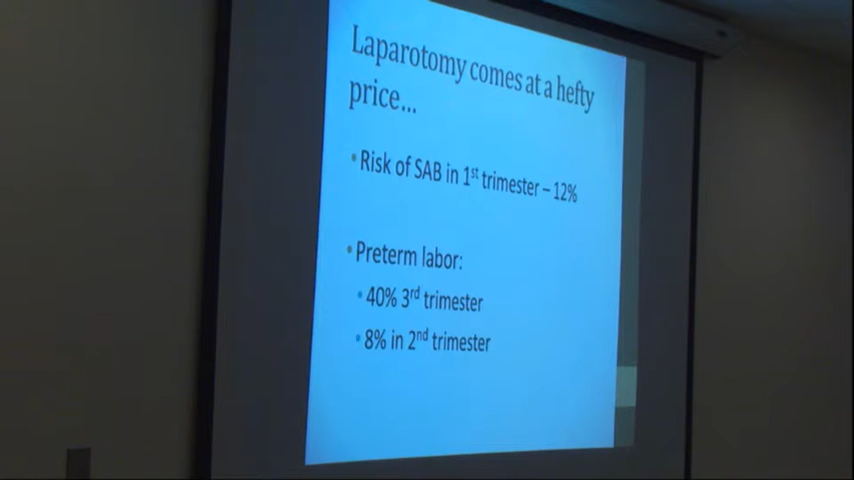 Laparotomy comes at a hefty
price...
• Risk of SAB in 1st trimester – 12%
• Preterm labor:
• 40% 3rd trimester
• 8% in 2nd trimester